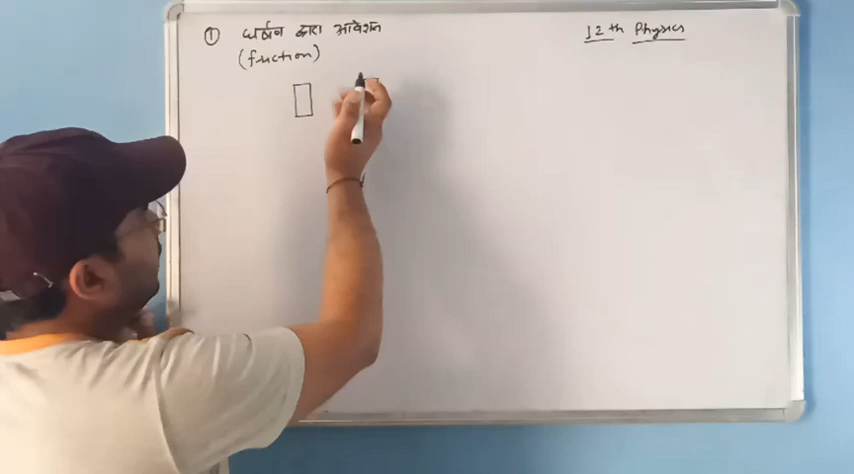 ① घर्षण द्वारा आवेशन
(friction)
12th Physics